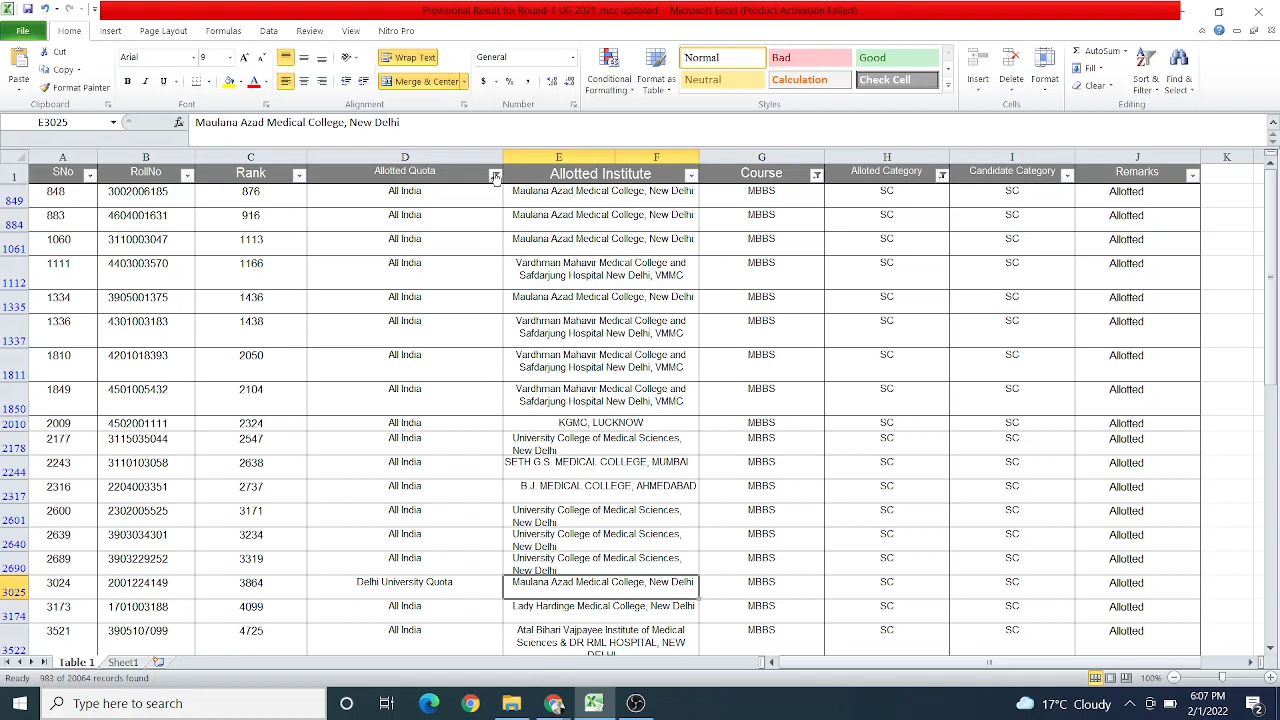 Provisional Result for Round-1 UG 2021_mcc updated - Microsoft Excel (Product Activation Failed)
File Home Insert Page Layout Formulas Data Review View Nitro Pro
Paste Cut Copy Format Painter Clipboard
Arial 9 Font
Wrap Text Merge & Center Alignment
General Number
Conditional Formatting Format as Table Normal Bad Good
Neutral Calculation Check Cell Styles
Insert Delete Format Cells
AutoSum Fill Clear Sort & Filter Find & Select Editing
E3025 fx Maulana Azad Medical College, New Delhi
A B C D E F G H I J K
1 SNo RollNo Rank Allotted Quota Allotted Institute Course Alloted Category Candidate Category Remarks
849 848 3002006185 876 All India Maulana Azad Medical College, New Delhi MBBS SC SC Allotted
884 883 4604001631 916 All India Maulana Azad Medical College, New Delhi MBBS SC SC Allotted
1061 1060 3110003047 1113 All India Maulana Azad Medical College, New Delhi MBBS SC SC Allotted
1112 1111 4403003570 1166 All India Vardhman Mahavir Medical College and Safdarjung Hospital New Delhi, VMMC MBBS SC SC Allotted
1335 1334 3905001375 1436 All India Maulana Azad Medical College, New Delhi MBBS SC SC Allotted
1337 1336 4301003183 1438 All India Vardhman Mahavir Medical College and Safdarjung Hospital New Delhi, VMMC MBBS SC SC Allotted
1811 1810 4201018393 2050 All India Vardhman Mahavir Medical College and Safdarjung Hospital New Delhi, VMMC MBBS SC SC Allotted
1850 1849 4501005432 2104 All India Vardhman Mahavir Medical College and Safdarjung Hospital New Delhi, VMMC MBBS SC SC Allotted
2010 2009 4502001111 2324 All India KGMC, LUCKNOW MBBS SC SC Allotted
2178 2177 3115035044 2547 All India University College of Medical Sciences, New Delhi MBBS SC SC Allotted
2244 2243 3110103058 2638 All India SETH G.S. MEDICAL COLLEGE, MUMBAI MBBS SC SC Allotted
2317 2316 2204003351 2737 All India B.J. MEDICAL COLLEGE, AHMEDABAD MBBS SC SC Allotted
2601 2600 2302005525 3171 All India University College of Medical Sciences, New Delhi MBBS SC SC Allotted
2640 2639 3903034301 3234 All India University College of Medical Sciences, New Delhi MBBS SC SC Allotted
2690 2689 3903229252 3319 All India University College of Medical Sciences, New Delhi MBBS SC SC Allotted
3025 3024 2001224149 3864 Delhi University Quota Maulana Azad Medical College, New Delhi MBBS SC SC Allotted
3174 3173 1701003188 4099 All India Lady Hardinge Medical College, New Delhi MBBS SC SC Allotted
3522 3521 3905107099 4725 All India Atal Bihari Vajpayee Institute of Medical Sciences & DR RML HOSPITAL, NEW DELHI MBBS SC SC Allotted
Table 1 Sheet1
Ready 983 of 20064 records found 100%
Type here to search 17°C Cloudy 6:07 PM
2/1/2022